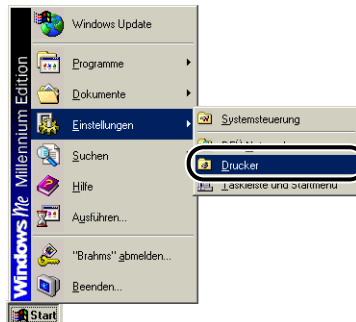 Windows Me Millennium Edition
Windows Update
Programme
Dokumente
Einstellungen
Suchen
Hilfe
Ausführen...
"Brahms" abmelden...
Beenden...
Systemsteuerung
Drucker
Taskleiste und Startmenü
Start